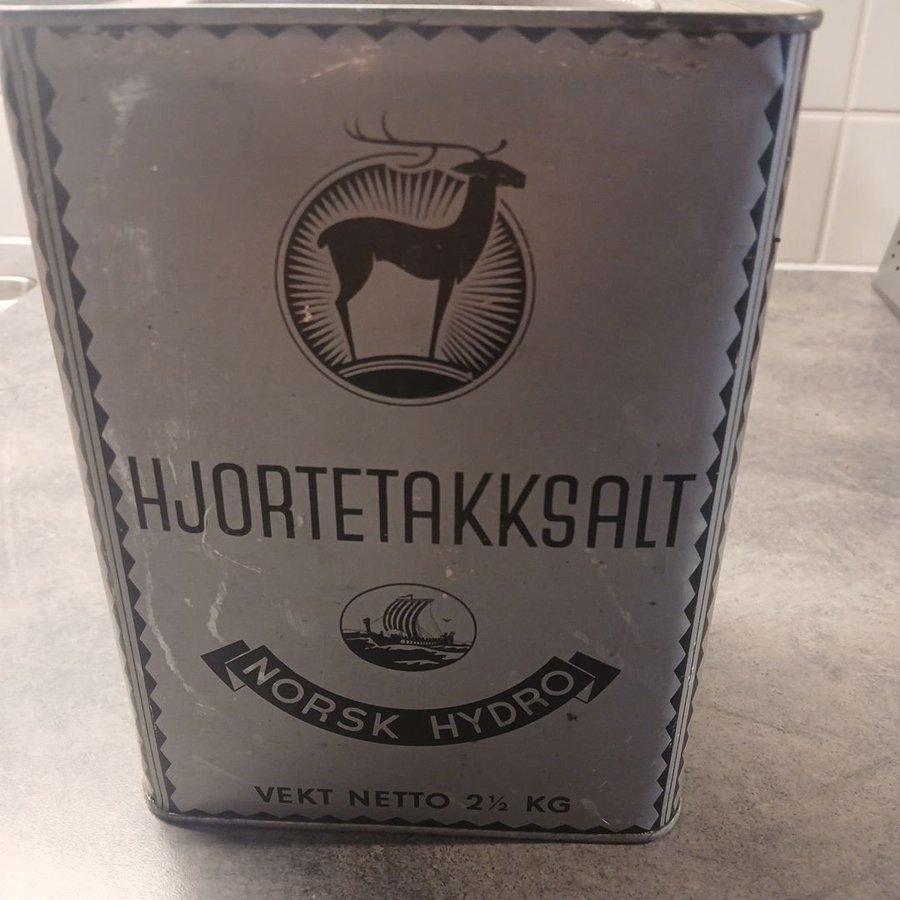 HJORTETAKKSALT
NORSK HYDRO
VEKT NETTO 2½ KG